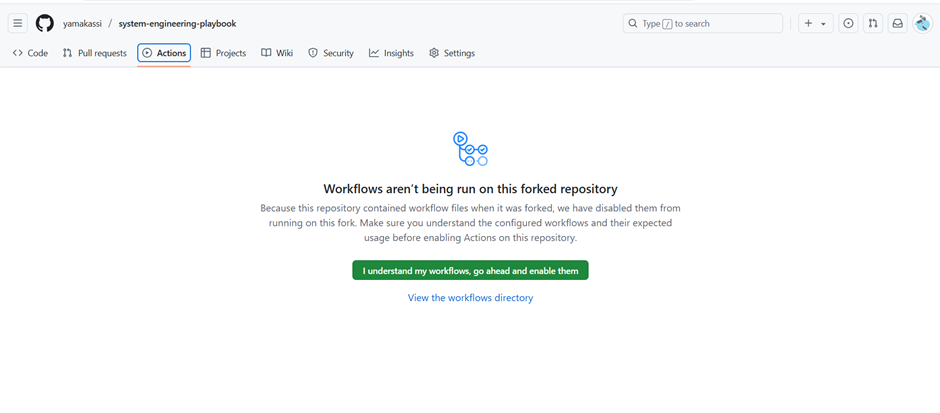 yamakassi / system-engineering-playbook
Type / to search
Code Pull requests Actions Projects Wiki Security Insights Settings
Workflows aren’t being run on this forked repository
Because this repository contained workflow files when it was forked, we have disabled them from
running on this fork. Make sure you understand the configured workflows and their expected
usage before enabling Actions on this repository.
I understand my workflows, go ahead and enable them
View the workflows directory